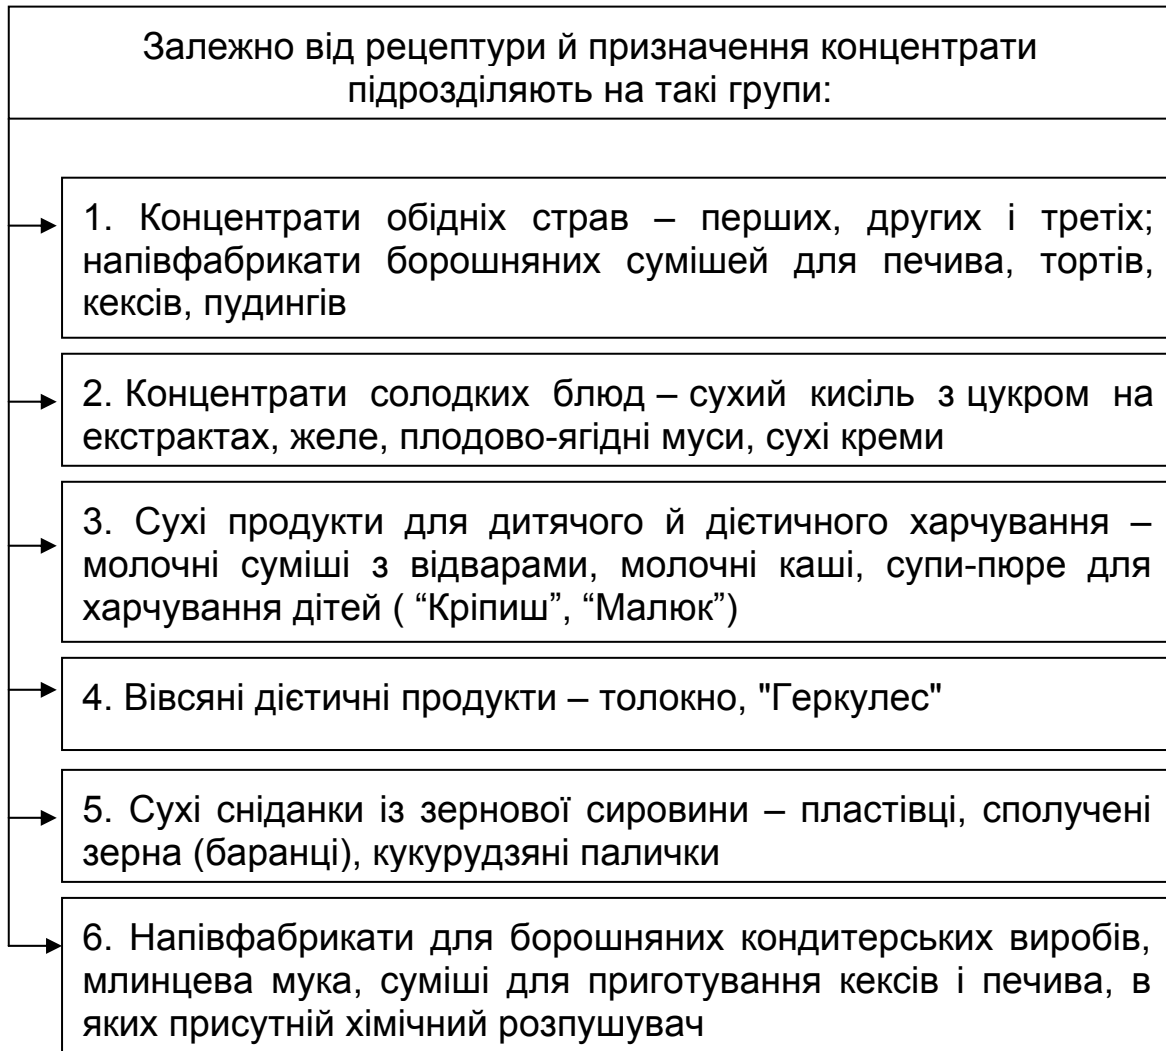 Залежно від рецептури й призначення концентрати
підрозділяють на такі групи:
1. Концентрати обідніх страв – перших, других і третіх;
напівфабрикати борошняних сумішей для печива, тортів,
кексів, пудингів
2. Концентрати солодких блюд – сухий кисіль з цукром на
екстрактах, желе, плодово-ягідні муси, сухі креми
3. Сухі продукти для дитячого й дієтичного харчування –
молочні суміші з відварами, молочні каші, супи-пюре для
харчування дітей ( “Кріпиш”, “Малюк”)
4. Вівсяні дієтичні продукти – толокно, "Геркулес"
5. Сухі сніданки із зернової сировини – пластівці, сполучені
зерна (баранці), кукурудзяні палички
6. Напівфабрикати для борошняних кондитерських виробів,
млинцева мука, суміші для приготування кексів і печива, в
яких присутній хімічний розпушувач